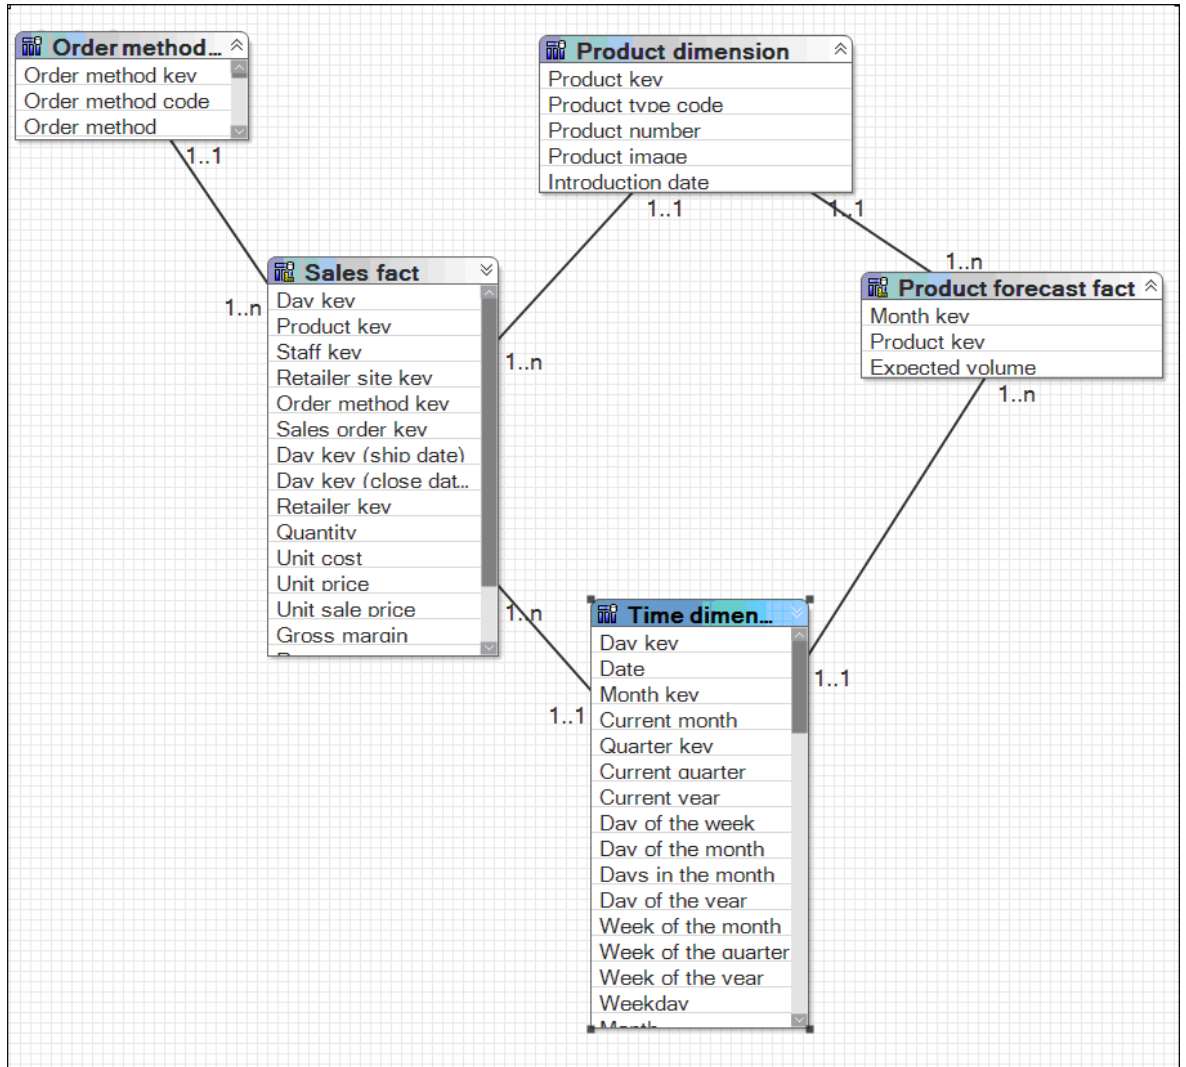 Order method...
Order method key
Order method code
Order method
1..1
Product dimension
Product key
Product type code
Product number
Product image
Introduction date
1..1
1..1
1..n
Sales fact
1..n
Day key
Product key
Staff key
Retailer site key
Order method key
Sales order key
Day key (ship date)
Day key (close dat...
Retailer key
Quantity
Unit cost
Unit price
Unit sale price
Gross margin
1..n
1..n
1..1
Product forecast fact
Month key
Product key
Expected volume
1..n
1..1
Time dimen...
Day key
Date
Month key
Current month
Quarter key
Current quarter
Current year
Day of the week
Day of the month
Days in the month
Day of the year
Week of the month
Week of the quarter
Week of the year
Weekday
Month